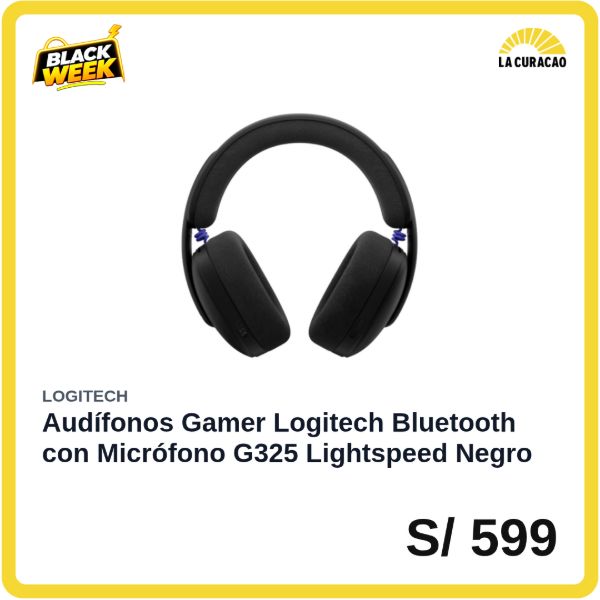 BLACK
WEEK
LA CURACAO
LOGITECH
Audífonos Gamer Logitech Bluetooth
con Micrófono G325 Lightspeed Negro
S/ 599